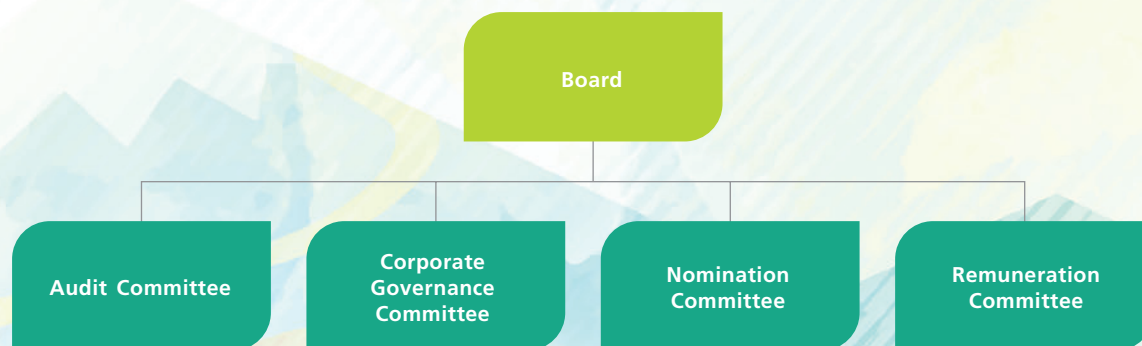 Board
Audit Committee
Corporate
Governance
Committee
Nomination
Committee
Remuneration
Committee